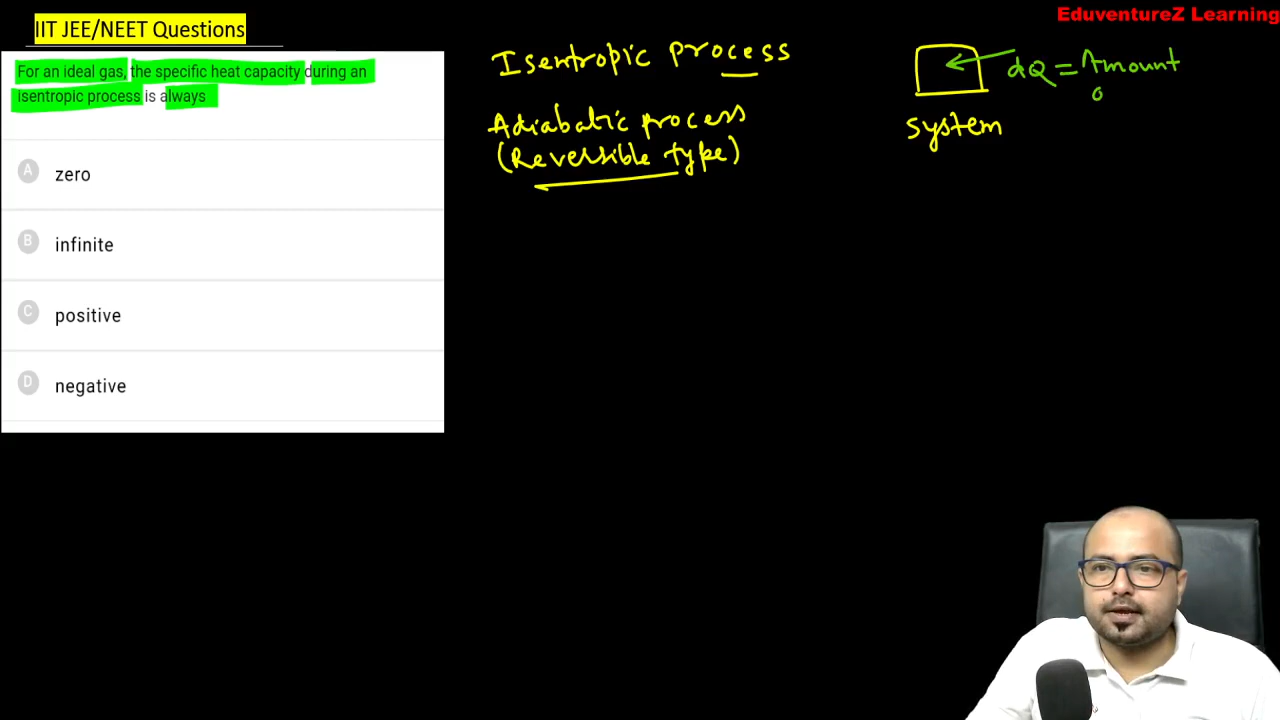 IIT JEE/NEET Questions
EduventureZ Learning
For an ideal gas, the specific heat capacity during an
isentropic process is always
A zero
B infinite
C positive
D negative
Isentropic process
Adiabatic process
(Reversible type)
system
dQ = Amount
o